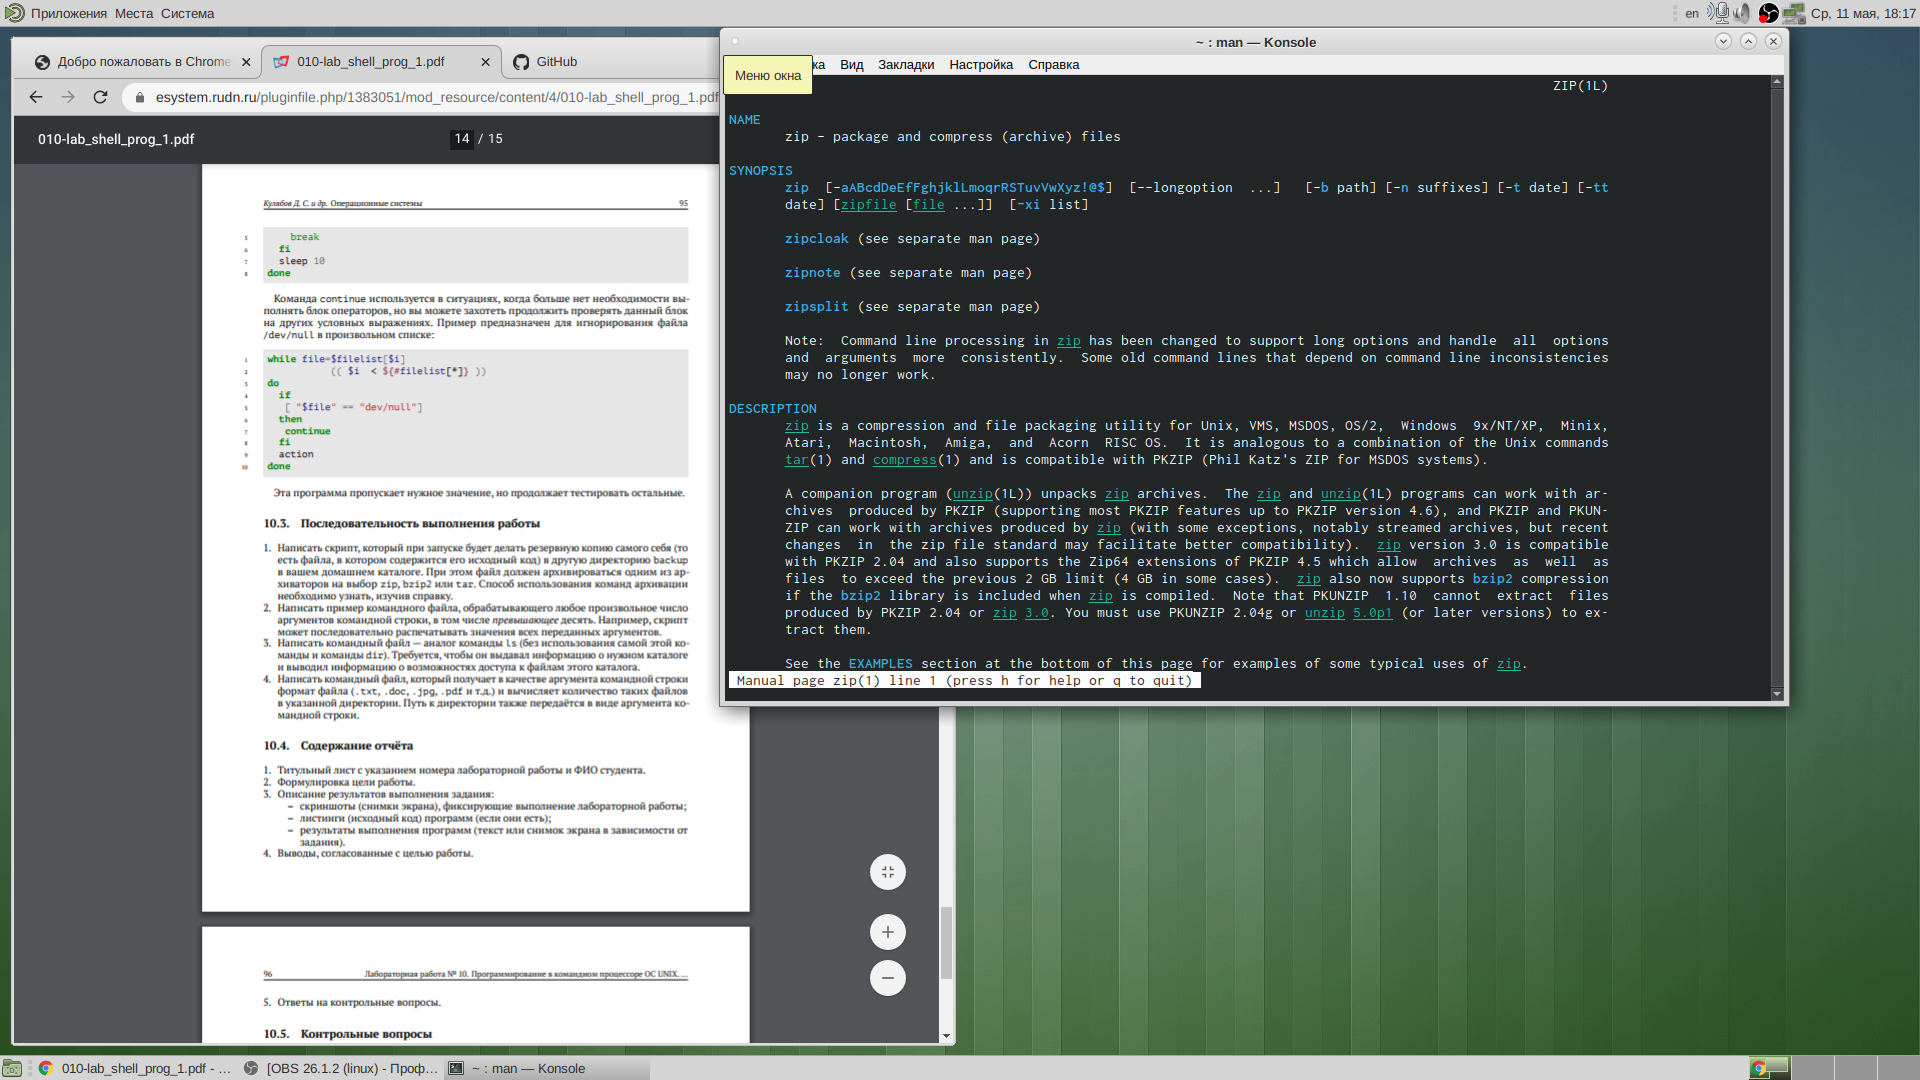 Приложения Места Система
en
Ср, 11 мая, 18:17
Добро пожаловать в Chrome
010-lab_shell_prog_1.pdf
GitHub
esystem.rudn.ru/pluginfile.php/1383051/mod_resource/content/4/010-lab_shell_prog_1.pdf
010-lab_shell_prog_1.pdf
14 / 15
Кулябов Д. С. и др. Операционные системы 95
5 break
6 fi
7 sleep 10
8 done
Команда continue используется в ситуациях, когда больше нет необходимости вы-
полнять блок операторов, но вы можете захотеть продолжить проверять данный блок
на других условных выражениях. Пример предназначен для игнорирования файла
/dev/null в произвольном списке:
1 while file=$filelist[$i]
2 (( $i < ${#filelist[*]} ))
3 do
4 if
5 [ "$file" == "dev/null"]
6 then
7 continue
8 fi
9 action
10 done
Эта программа пропускает нужное значение, но продолжает тестировать остальные.
10.3. Последовательность выполнения работы
1. Написать скрипт, который при запуске будет делать резервную копию самого себя (то
есть файла, в котором содержится его исходный код) в другую директорию backup
в вашем домашнем каталоге. При этом файл должен архивироваться одним из ар-
хиваторов на выбор zip, bzip2 или tar. Способ использования команд архивации
необходимо узнать, изучив справку.
2. Написать пример командного файла, обрабатывающего любое произвольное число
аргументов командной строки, в том числе превышающее десять. Например, скрипт
может последовательно распечатывать значения всех переданных аргументов.
3. Написать командный файл — аналог команды ls (без использования самой этой ко-
манды и команды dir). Требуется, чтобы он выдавал информацию о нужном каталоге
и выводил информацию о возможностях доступа к файлам этого каталога.
4. Написать командный файл, который получает в качестве аргумента командной строки
формат файла (.txt, .doc, .jpg, .pdf и т.д.) и вычисляет количество таких файлов
в указанной директории. Путь к директории также передаётся в виде аргумента ко-
мандной строки.
10.4. Содержание отчёта
1. Титульный лист с указанием номера лабораторной работы и ФИО студента.
2. Формулировка цели работы.
3. Описание результатов выполнения задания:
– скриншоты (снимки экрана), фиксирующие выполнение лабораторной работы;
– листинги (исходный код) программ (если они есть);
– результаты выполнения программ (текст или снимок экрана в зависимости от
задания).
4. Выводы, согласованные с целью работы.
96 Лабораторная работа № 10. Программирование в командном процессоре ОС UNIX. ...
5. Ответы на контрольные вопросы.
10.5. Контрольные вопросы
~ : man — Konsole
Меню окна
ка Вид Закладки Настройка Справка
ZIP(1L)
NAME
zip - package and compress (archive) files
SYNOPSIS
zip [-aABcdDeEfFghjklLmoqrRSTuvVwXyz!@$] [--longoption ...] [-b path] [-n suffixes] [-t date] [-tt
date] [zipfile [file ...]] [-xi list]
zipcloak (see separate man page)
zipnote (see separate man page)
zipsplit (see separate man page)
Note: Command line processing in zip has been changed to support long options and handle all options
and arguments more consistently. Some old command lines that depend on command line inconsistencies
may no longer work.
DESCRIPTION
zip is a compression and file packaging utility for Unix, VMS, MSDOS, OS/2, Windows 9x/NT/XP, Minix,
Atari, Macintosh, Amiga, and Acorn RISC OS. It is analogous to a combination of the Unix commands
tar(1) and compress(1) and is compatible with PKZIP (Phil Katz's ZIP for MSDOS systems).
A companion program (unzip(1L)) unpacks zip archives. The zip and unzip(1L) programs can work with ar-
chives produced by PKZIP (supporting most PKZIP features up to PKZIP version 4.6), and PKZIP and PKUN-
ZIP can work with archives produced by zip (with some exceptions, notably streamed archives, but recent
changes in the zip file standard may facilitate better compatibility). zip version 3.0 is compatible
with PKZIP 2.04 and also supports the Zip64 extensions of PKZIP 4.5 which allow archives as well as
files to exceed the previous 2 GB limit (4 GB in some cases). zip also now supports bzip2 compression
if the bzip2 library is included when zip is compiled. Note that PKUNZIP 1.10 cannot extract files
produced by PKZIP 2.04 or zip 3.0. You must use PKUNZIP 2.04g or unzip 5.0p1 (or later versions) to ex-
tract them.
See the EXAMPLES section at the bottom of this page for examples of some typical uses of zip.
Manual page zip(1) line 1 (press h for help or q to quit)
010-lab_shell_prog_1.pdf - ...
[OBS 26.1.2 (linux) - Проф...
~ : man — Konsole